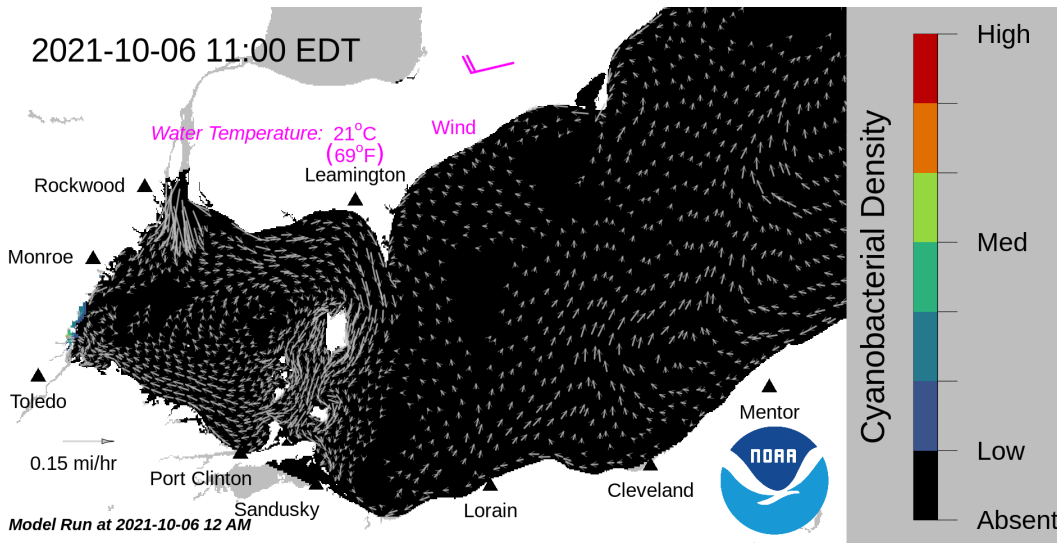 2021-10-06 11:00 EDT
High
Wind
Water Temperature: 21°C
(69°F)
Leamington
Rockwood
Monroe
Med
Cyanobacterial Density
Toledo
Mentor
0.15 mi/hr
NOAA
Low
Port Clinton
Cleveland
Sandusky
Lorain
Model Run at 2021-10-06 12 AM
Absent